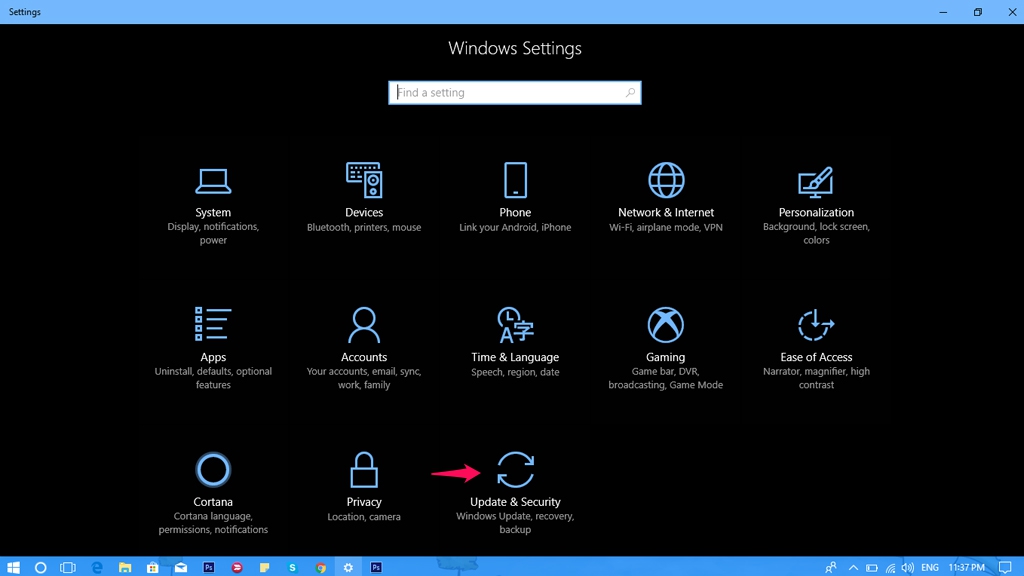 Settings
Windows Settings
Find a setting
System
Display, notifications,
power
Devices
Bluetooth, printers, mouse
Phone
Link your Android, iPhone
Network & Internet
Wi-Fi, airplane mode, VPN
Personalization
Background, lock screen,
colors
Apps
Uninstall, defaults, optional
features
Accounts
Your accounts, email, sync,
work, family
Time & Language
Speech, region, date
Gaming
Game bar, DVR,
broadcasting, Game Mode
Ease of Access
Narrator, magnifier, high
contrast
Cortana
Cortana language,
permissions, notifications
Privacy
Location, camera
Update & Security
Windows Update, recovery,
backup
Ps
Ps
ENG
11:37 PM